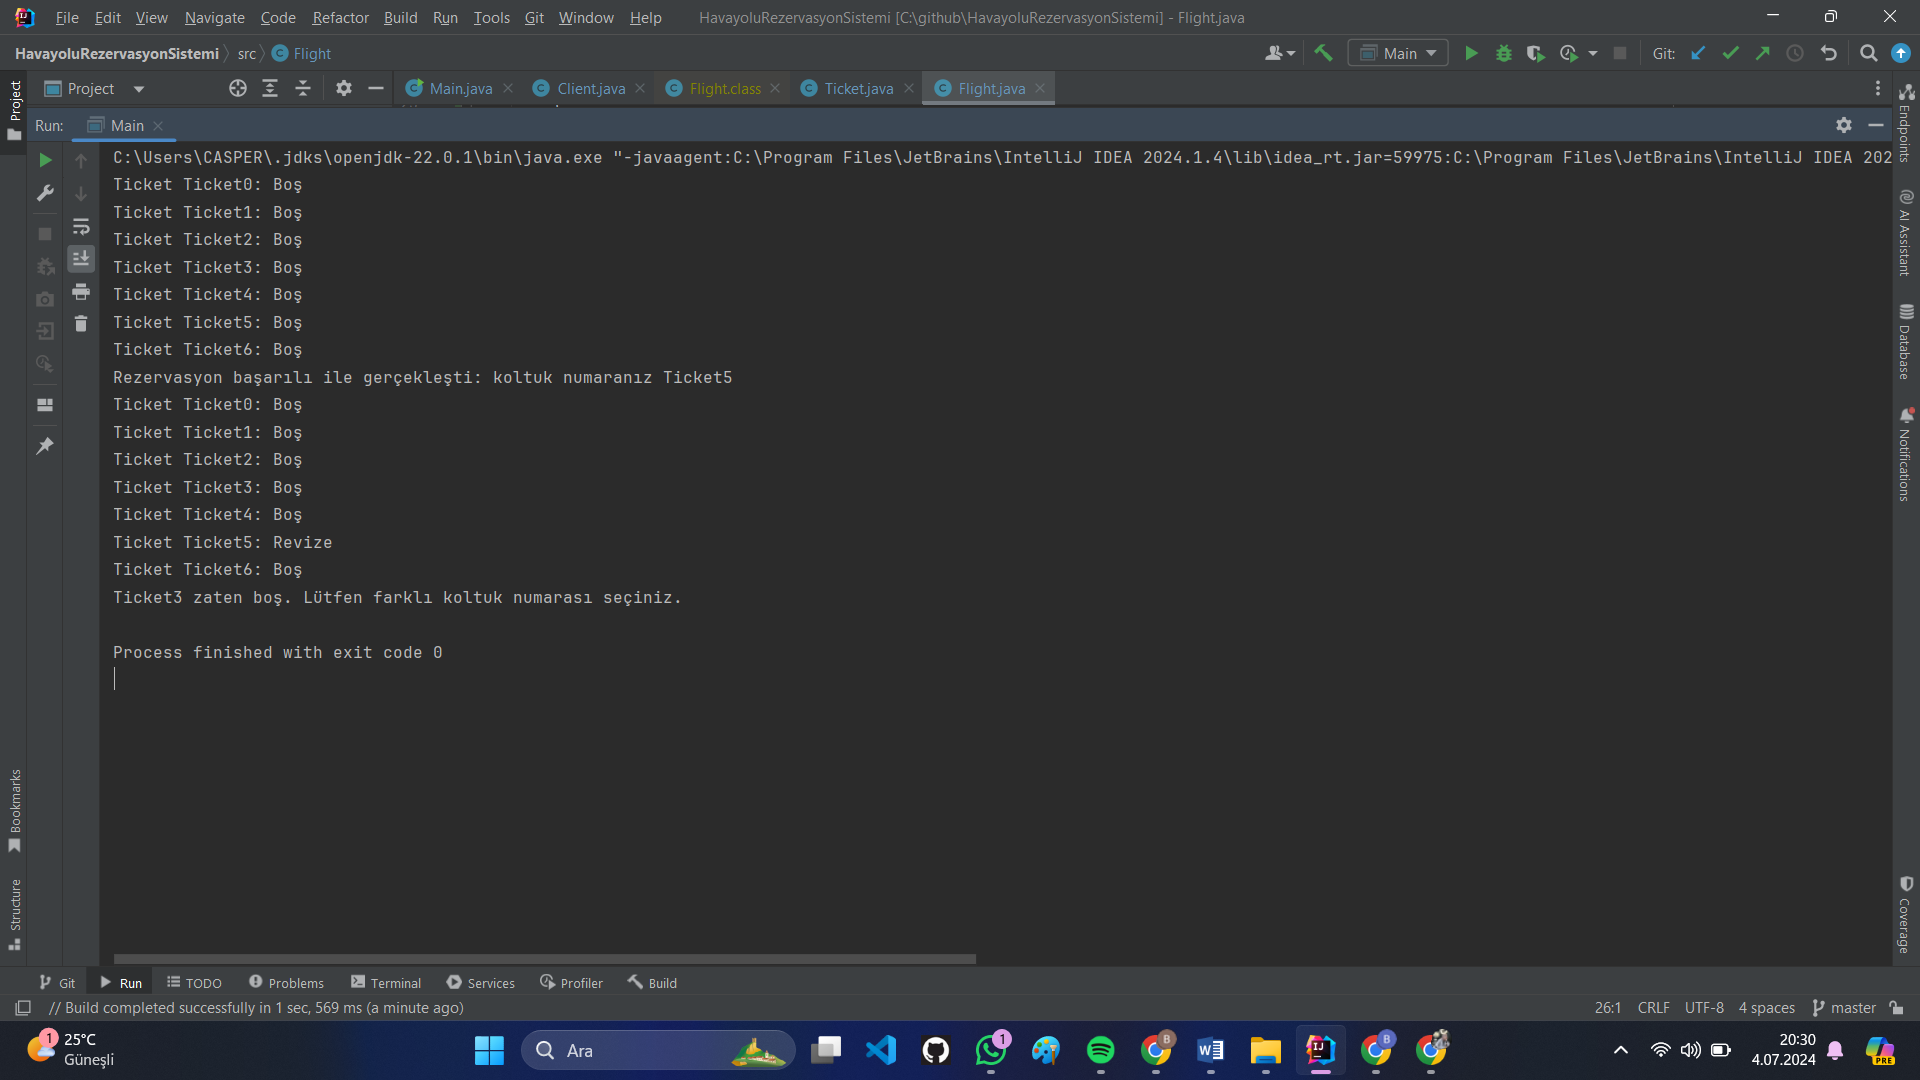 File Edit View Navigate Code Refactor Build Run Tools Git Window Help HavayoluRezervasyonSistemi [C:\github\HavayoluRezervasyonSistemi] - Flight.java
HavayoluRezervasyonSistemi src Flight Main Git:
Project Main.java Client.java Flight.class Ticket.java Flight.java
Run: Main
C:\Users\CASPER\.jdks\openjdk-22.0.1\bin\java.exe "-javaagent:C:\Program Files\JetBrains\IntelliJ IDEA 2024.1.4\lib\idea_rt.jar=59975:C:\Program Files\JetBrains\IntelliJ IDEA 202
Ticket Ticket0: Boş
Ticket Ticket1: Boş
Ticket Ticket2: Boş
Ticket Ticket3: Boş
Ticket Ticket4: Boş
Ticket Ticket5: Boş
Ticket Ticket6: Boş
Rezervasyon başarılı ile gerçekleşti: koltuk numaranız Ticket5
Ticket Ticket0: Boş
Ticket Ticket1: Boş
Ticket Ticket2: Boş
Ticket Ticket3: Boş
Ticket Ticket4: Boş
Ticket Ticket5: Revize
Ticket Ticket6: Boş
Ticket3 zaten boş. Lütfen farklı koltuk numarası seçiniz.
Process finished with exit code 0
Project
Bookmarks
Structure
Endpoints
AI Assistant
Database
Notifications
Coverage
Git Run TODO Problems Terminal Services Profiler Build
// Build completed successfully in 1 sec, 569 ms (a minute ago) 26:1 CRLF UTF-8 4 spaces master
1 25°C
Güneşli
Ara
1
B
B
PRE
20:30
4.07.2024